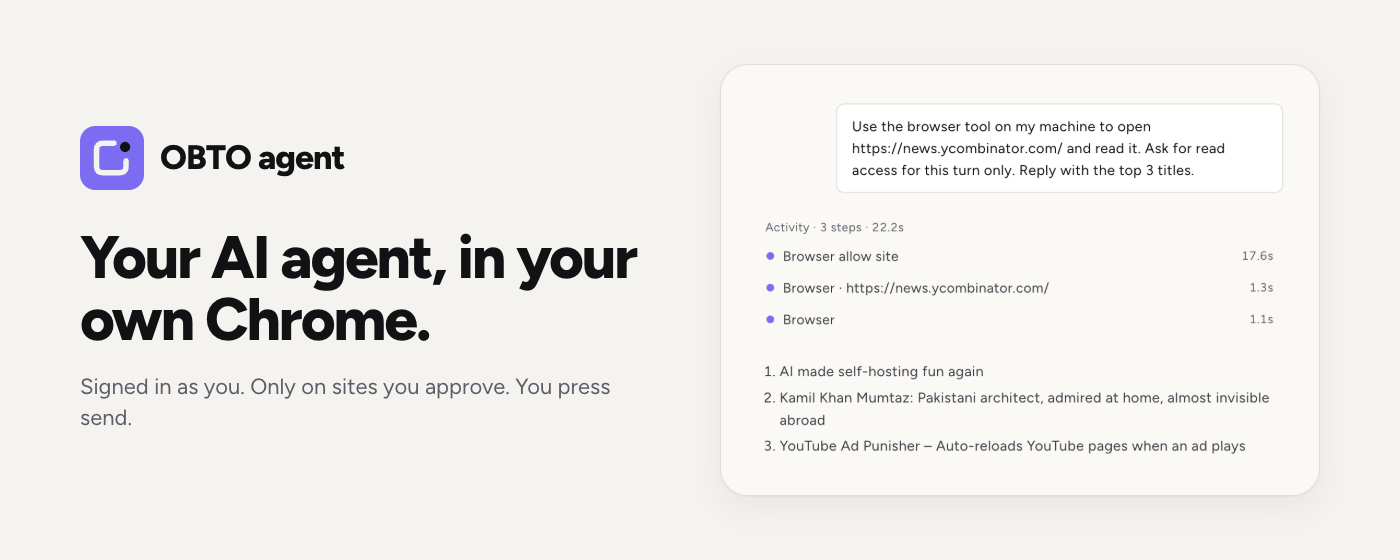 OBTO agent
Your AI agent, in your
own Chrome.
Signed in as you. Only on sites you approve. You press
send.
Use the browser tool on my machine to open
https://news.ycombinator.com/ and read it. Ask for read
access for this turn only. Reply with the top 3 titles.
Activity · 3 steps · 22.2s
Browser allow site 17.6s
Browser · https://news.ycombinator.com/ 1.3s
Browser 1.1s
1. AI made self-hosting fun again
2. Kamil Khan Mumtaz: Pakistani architect, admired at home, almost invisible
abroad
3. YouTube Ad Punisher – Auto-reloads YouTube pages when an ad plays